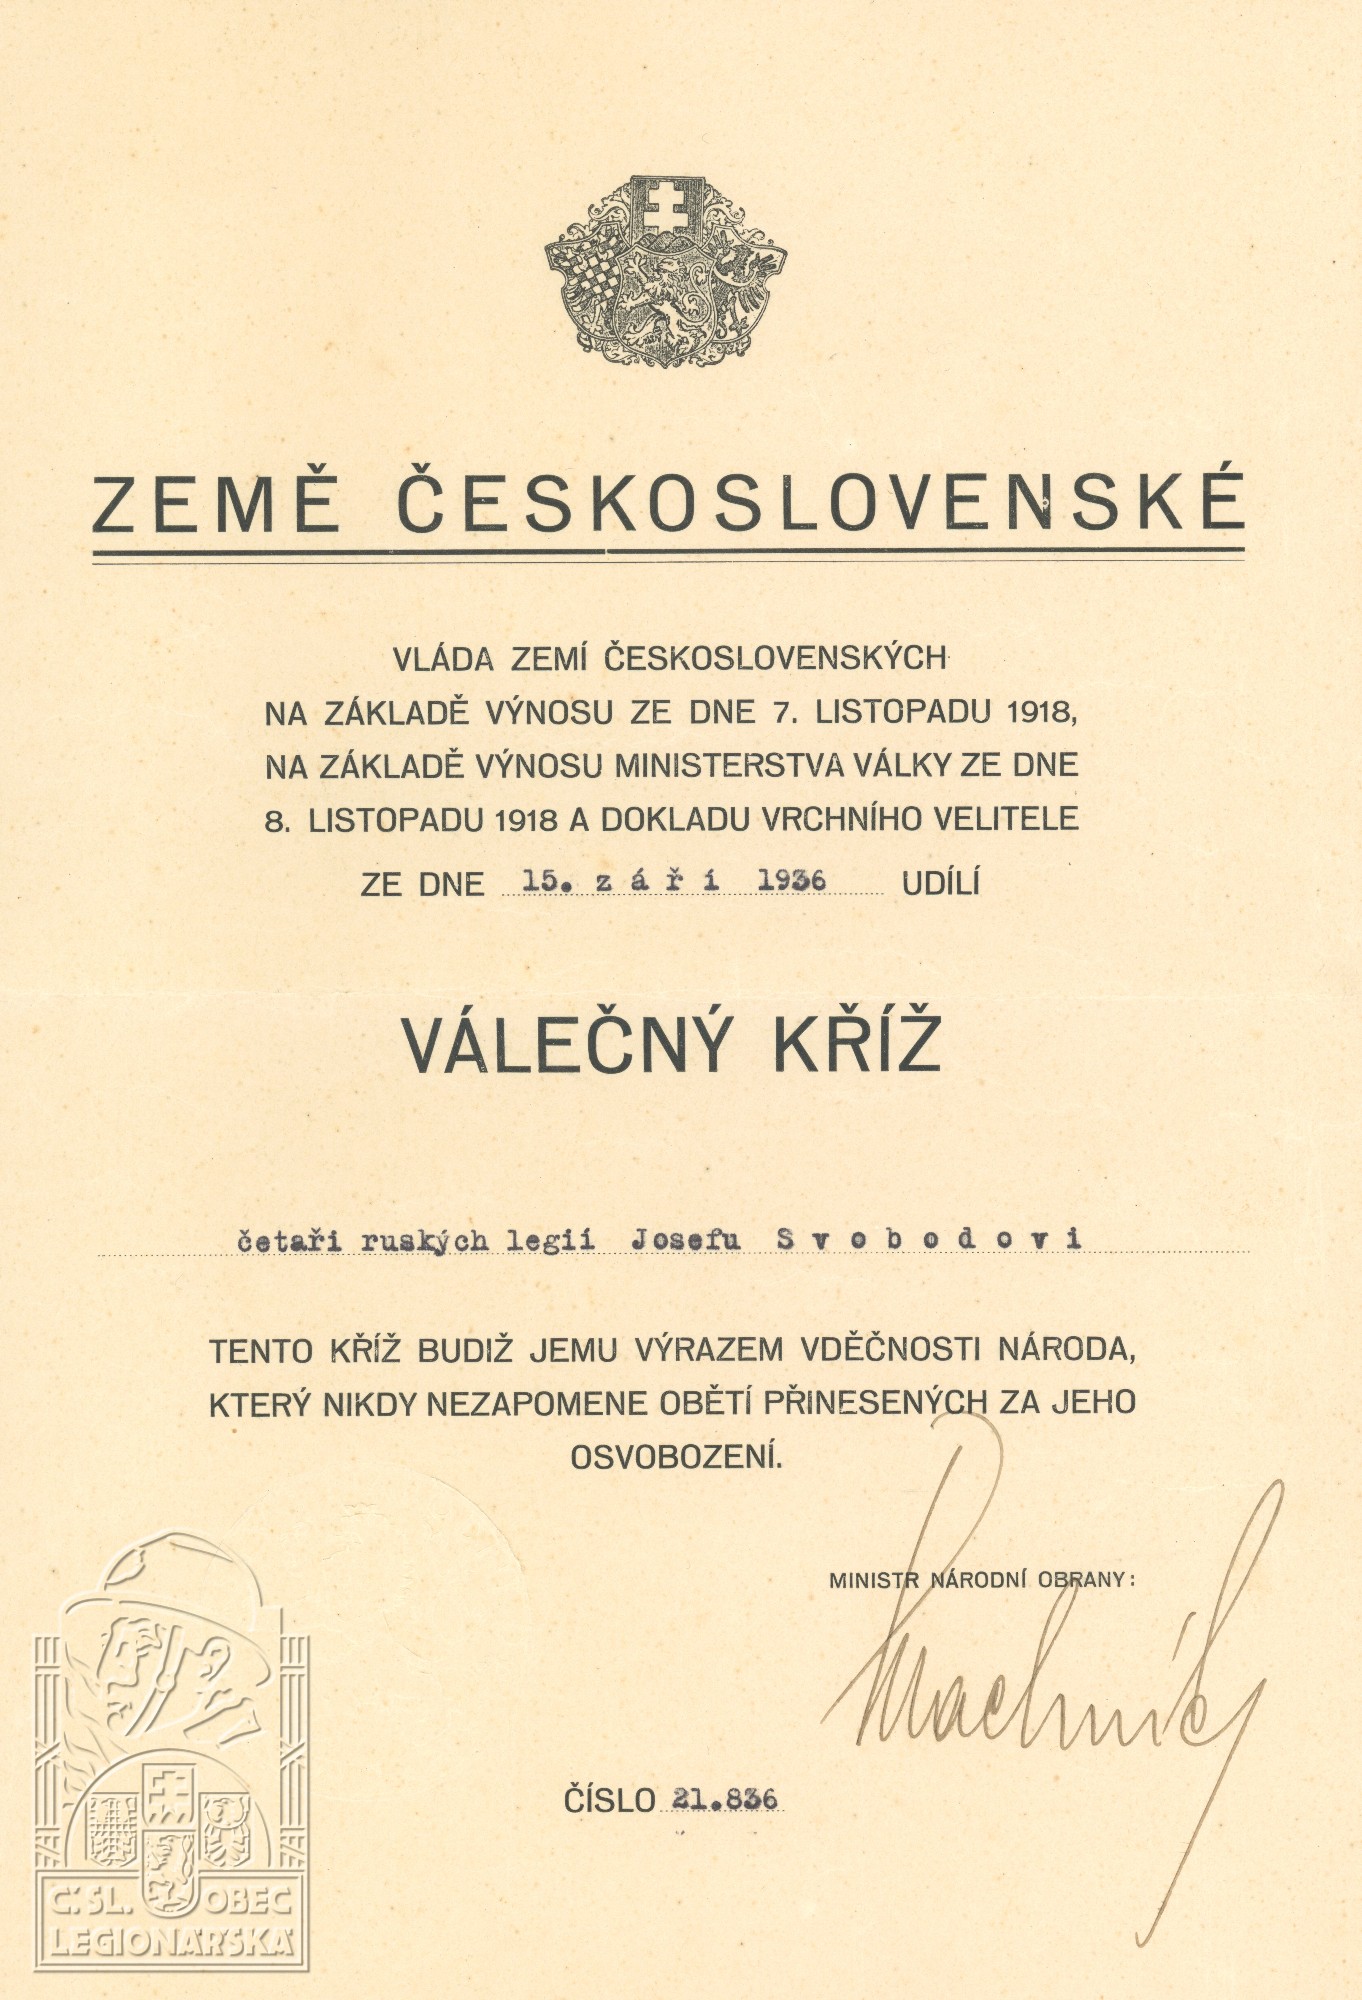 ZEMĚ ČESKOSLOVENSKÉ
VLÁDA ZEMÍ ČESKOSLOVENSKÝCH
NA ZÁKLADĚ VÝNOSU ZE DNE 7. LISTOPADU 1918,
NA ZÁKLADĚ VÝNOSU MINISTERSTVA VÁLKY ZE DNE
8. LISTOPADU 1918 A DOKLADU VRCHNÍHO VELITELE
ZE DNE 15. září 1936 UDÍLÍ
VÁLEČNÝ KŘÍŽ
četaři ruských legií Josefu Svobodovi
TENTO KŘÍŽ BUDIŽ JEMU VÝRAZEM VDĚČNOSTI NÁRODA,
KTERÝ NIKDY NEZAPOMENE OBĚTÍ PŘINESENÝCH ZA JEHO
OSVOBOZENÍ.
MINISTR NÁRODNÍ OBRANY:
Machník
ČÍSLO 21.836
Č.SL. OBEC
LEGIONÁŘSKÁ